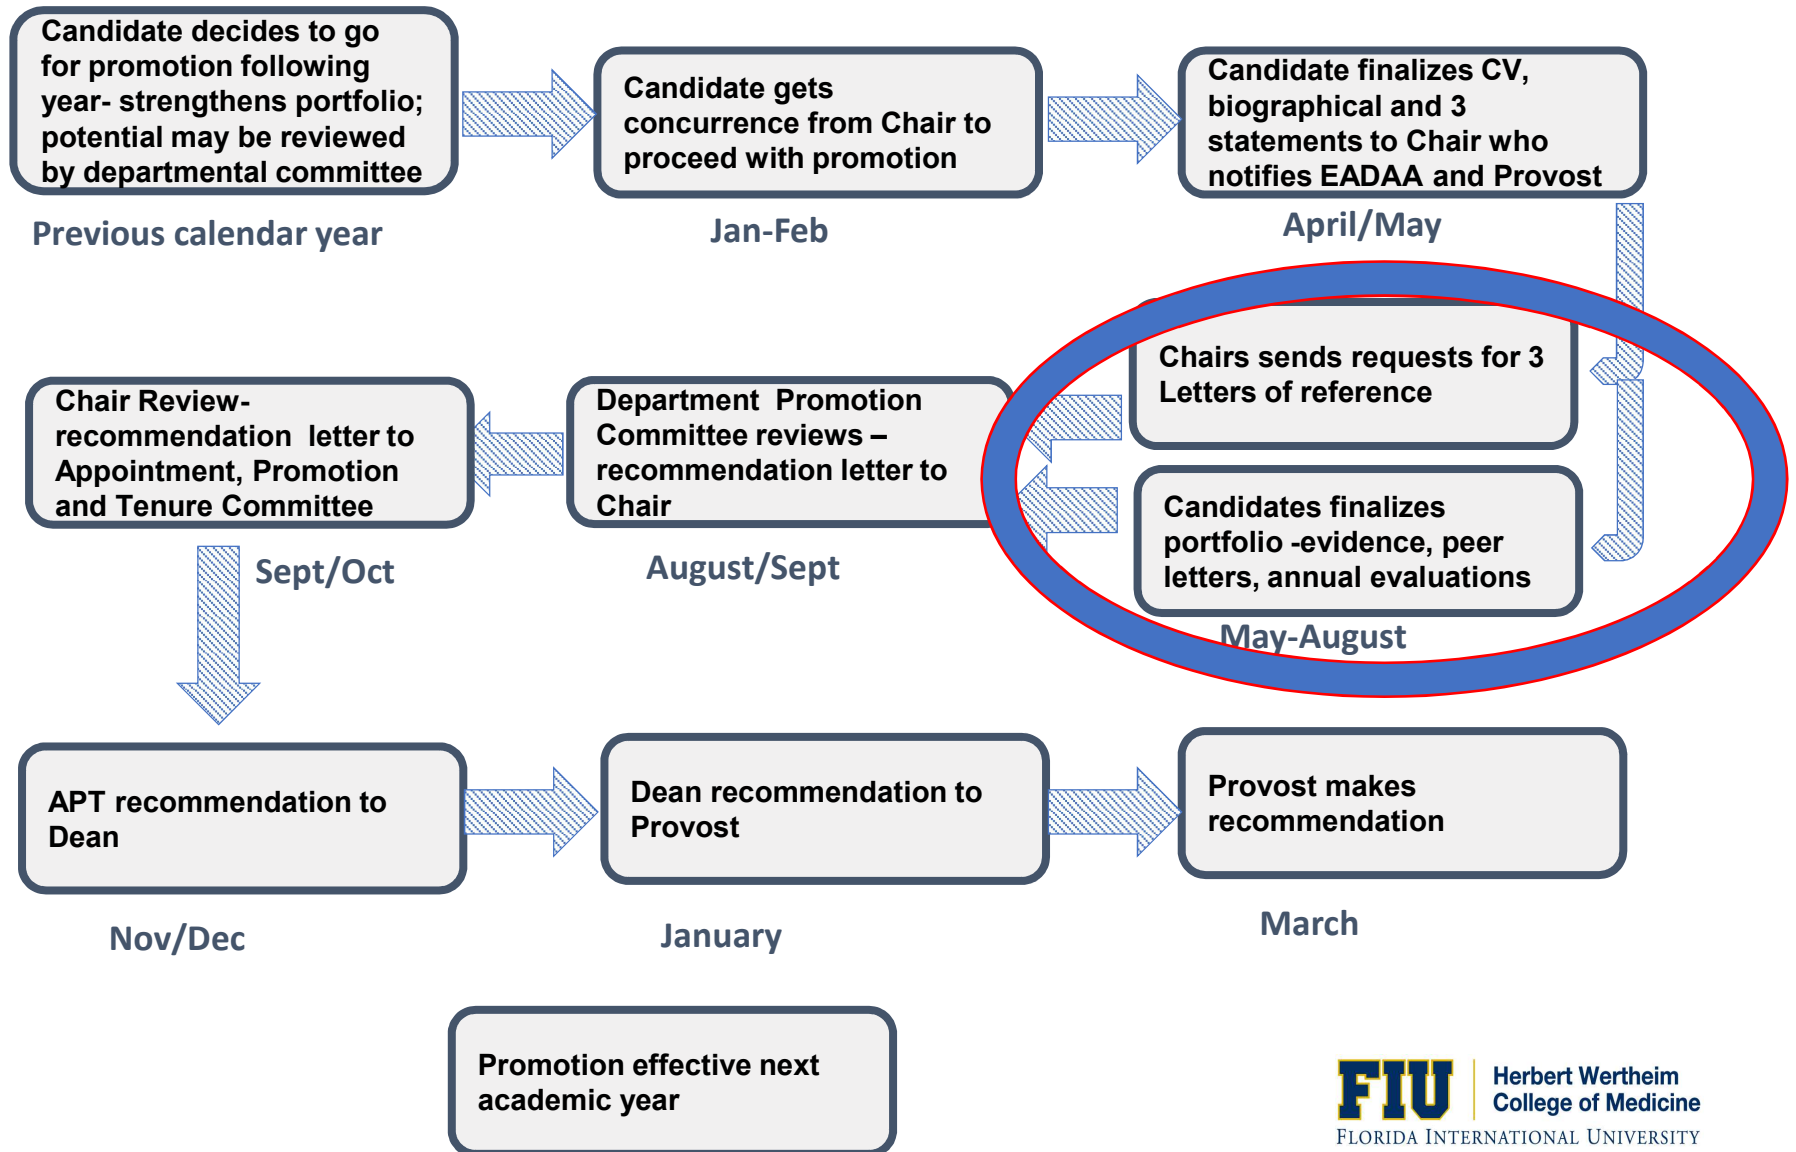 Candidate decides to go
for promotion following
year- strengthens portfolio;
potential may be reviewed
by departmental committee
Previous calendar year
Candidate gets
concurrence from Chair to
proceed with promotion
Jan-Feb
Candidate finalizes CV,
biographical and 3
statements to Chair who
notifies EADAA and Provost
April/May
Chairs sends requests for 3
Letters of reference
Candidates finalizes
portfolio -evidence, peer
letters, annual evaluations
May-August
Department Promotion
Committee reviews –
recommendation letter to
Chair
August/Sept
Chair Review-
recommendation letter to
Appointment, Promotion
and Tenure Committee
Sept/Oct
APT recommendation to
Dean
Nov/Dec
Dean recommendation to
Provost
January
Provost makes
recommendation
March
Promotion effective next
academic year
FIU
Herbert Wertheim
College of Medicine
FLORIDA INTERNATIONAL UNIVERSITY